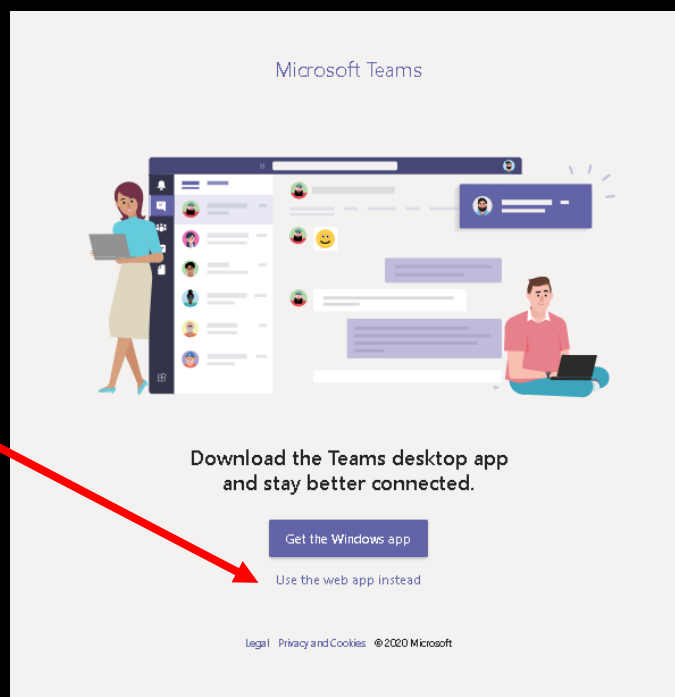 Microsoft Teams
Download the Teams desktop app
and stay better connected.
Get the Windows app
Use the web app instead
Legal Privacy and Cookies © 2020 Microsoft